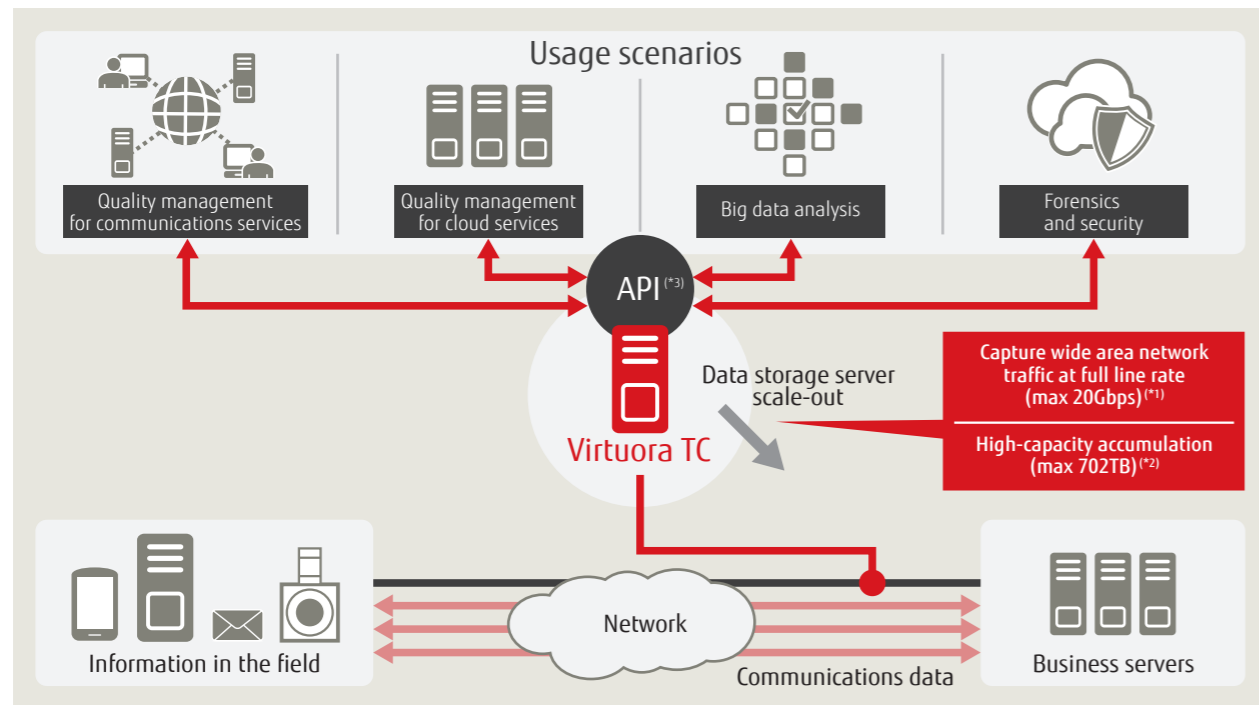 Usage scenarios
Quality management
for communications services
Quality management
for cloud services
Big data analysis
Forensics
and security
API (*3)
Data storage server
scale-out
Virtuora TC
Capture wide area network
traffic at full line rate
(max 20Gbps) (*1)
High-capacity accumulation
(max 702TB) (*2)
Information in the field
Network
Communications data
Business servers